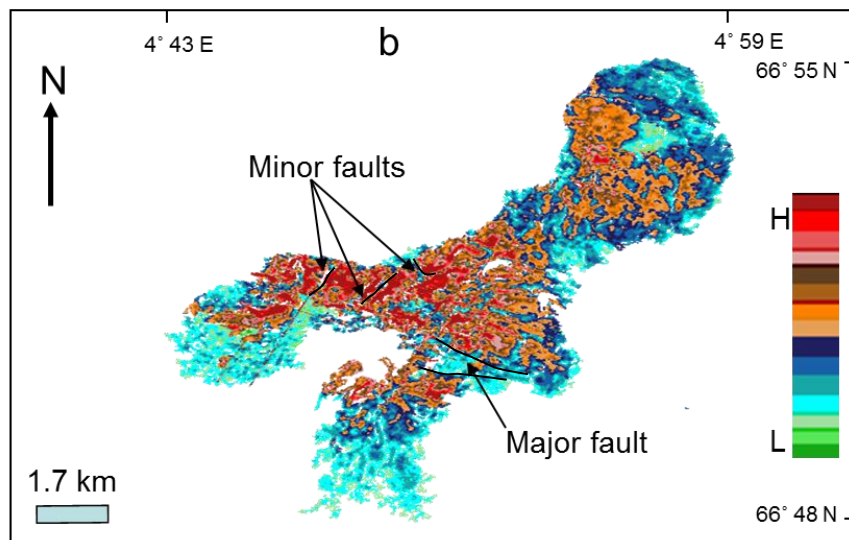 b
4° 43 E
4° 59 E
66° 55 N
N
Minor faults
H
Major fault
L
1.7 km
66° 48 N